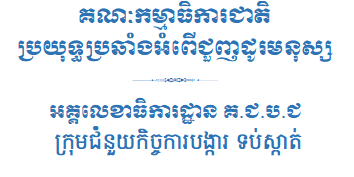 គណៈកម្មាធិការជាតិ
ប្រយុទ្ធប្រឆាំងអំពើជួញដូរមនុស្ស
អគ្គលេខាធិការដ្ឋាន គ.ជ.ប.ជ
ក្រុមជំនួយកិច្ចការបង្ការ ទប់ស្កាត់